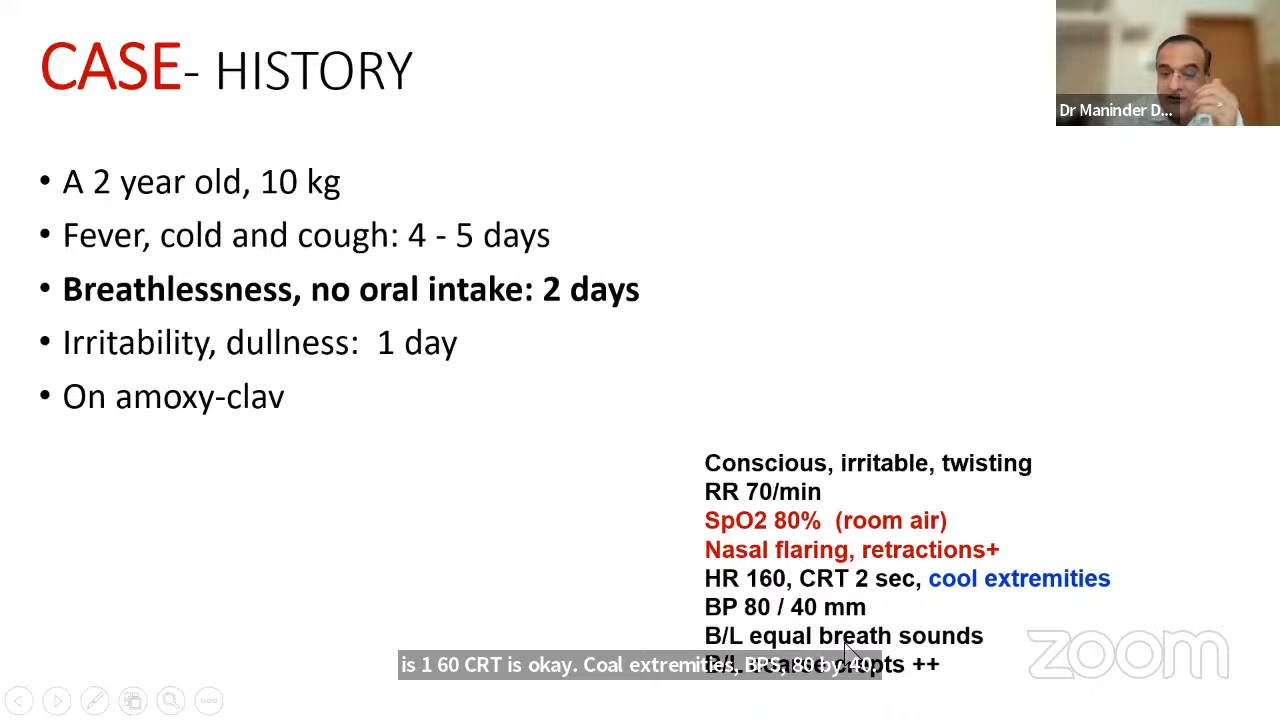 CASE- HISTORY
Dr Maninder D...
• A 2 year old, 10 kg
• Fever, cold and cough: 4 - 5 days
• Breathlessness, no oral intake: 2 days
• Irritability, dullness: 1 day
• On amoxy-clav
Conscious, irritable, twisting
RR 70/min
SpO2 80% (room air)
Nasal flaring, retractions+
HR 160, CRT 2 sec, cool extremities
BP 80 / 40 mm
B/L equal breath sounds
B/L coarse crepts ++
is 1 60 CRT is okay. Coal extremities, BPS, 80 by 40,
zoom